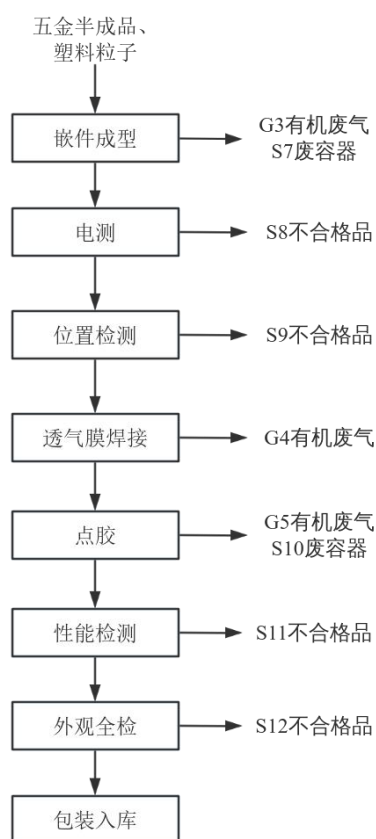 五金半成品、
塑料粒子
嵌件成型
G3有机废气
S7废容器
电测
S8不合格品
位置检测
S9不合格品
透气膜焊接
G4有机废气
点胶
G5有机废气
S10废容器
性能检测
S11不合格品
外观全检
S12不合格品
包装入库